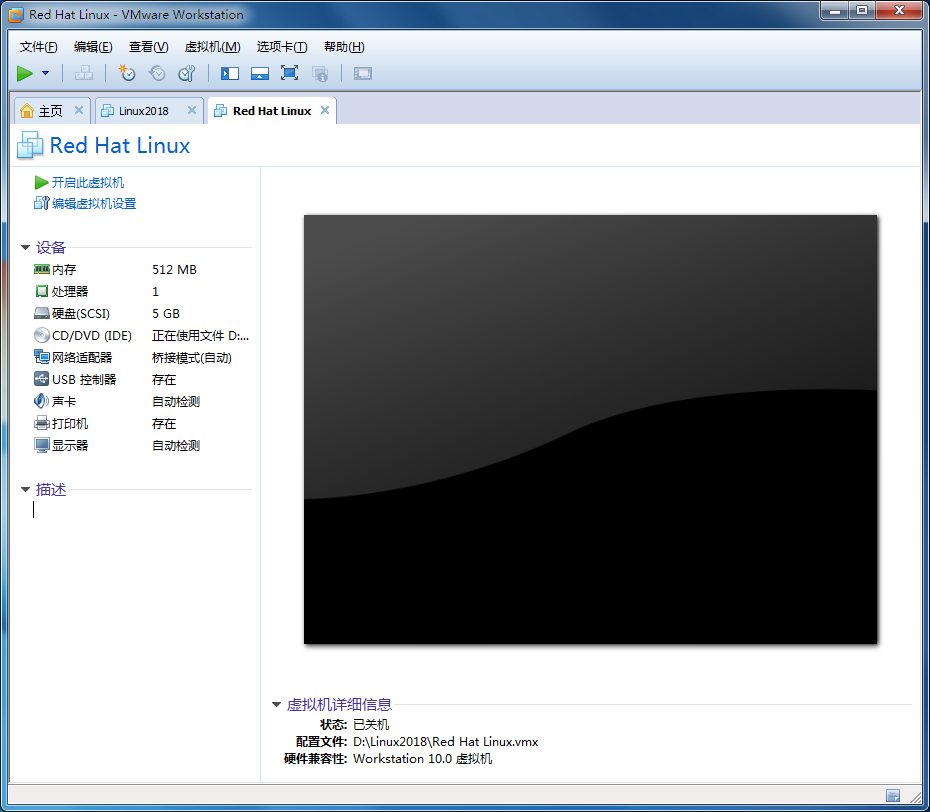 Red Hat Linux - VMware Workstation
文件(F) 编辑(E) 查看(V) 虚拟机(M) 选项卡(T) 帮助(H)
主页 Linux2018 Red Hat Linux
Red Hat Linux
开启此虚拟机
编辑虚拟机设置
设备
内存 512 MB
处理器 1
硬盘(SCSI) 5 GB
CD/DVD (IDE) 正在使用文件 D:...
网络适配器 桥接模式(自动)
USB 控制器 存在
声卡 自动检测
打印机 存在
显示器 自动检测
描述
虚拟机详细信息
状态: 已关机
配置文件: D:\Linux2018\Red Hat Linux.vmx
硬件兼容性: Workstation 10.0 虚拟机